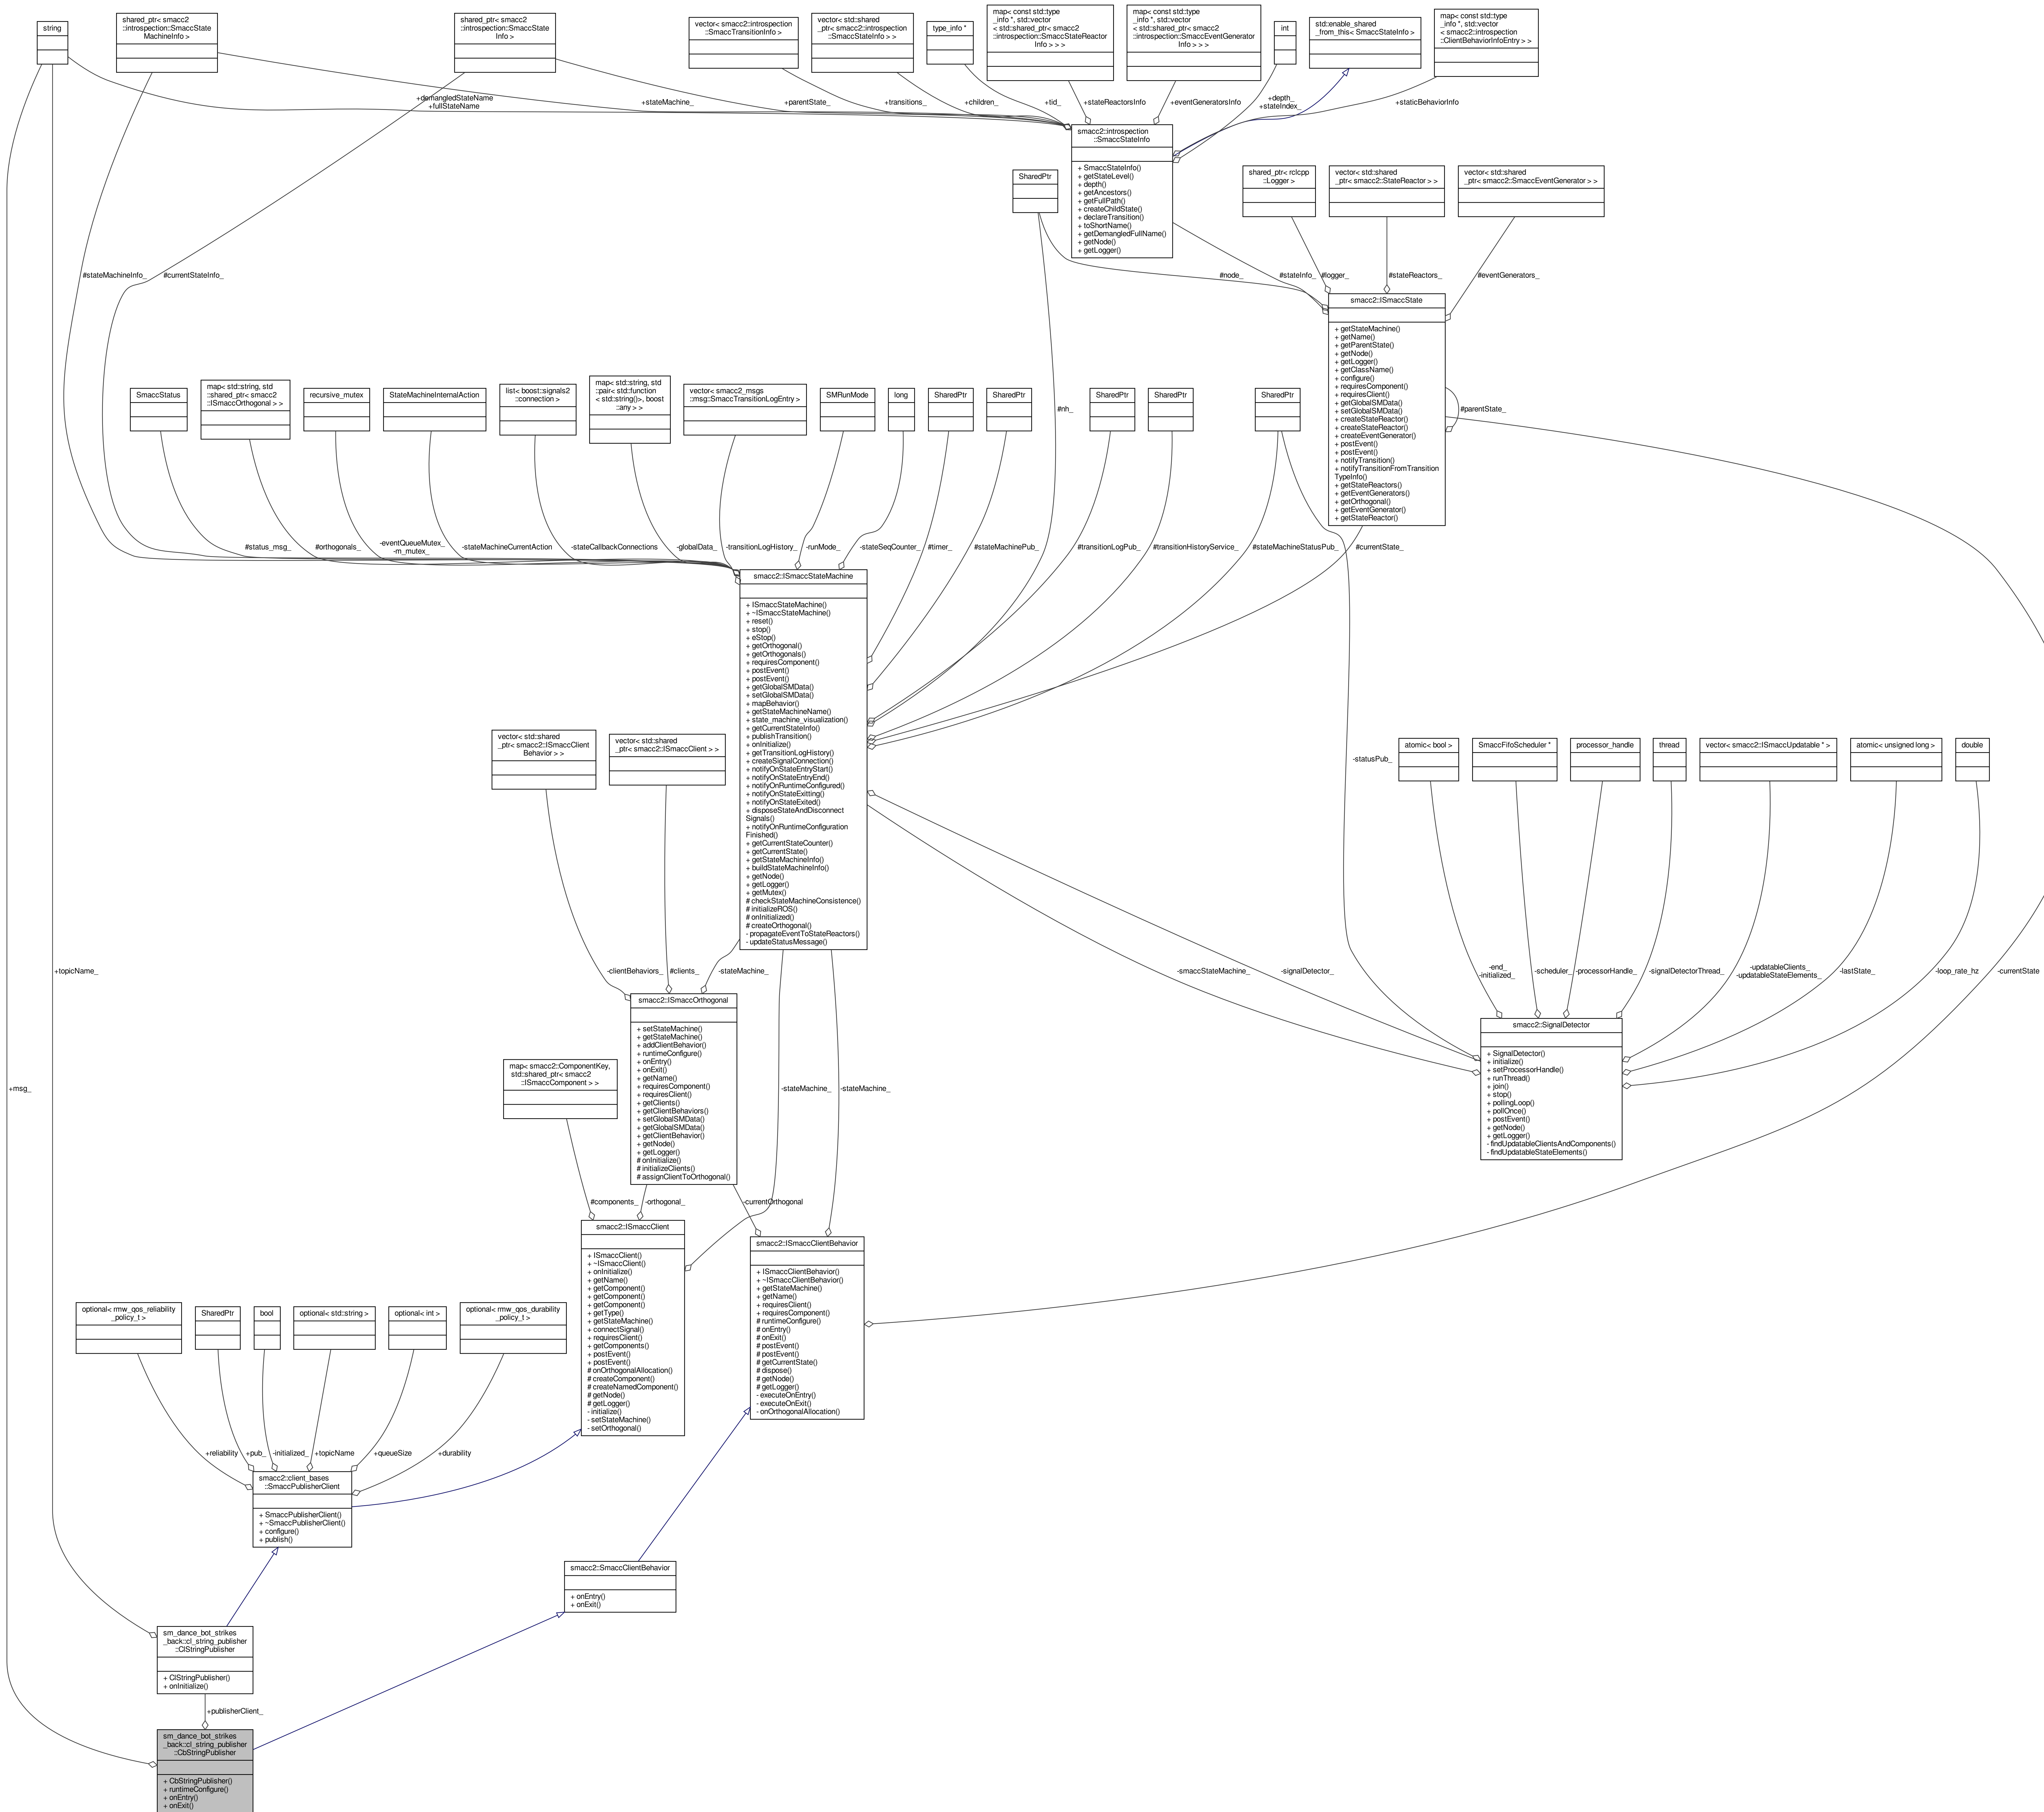 string
shared_ptr< smacc2
::introspection::SmaccState
MachineInfo >
shared_ptr< smacc2
::introspection::SmaccState
Info >
vector< smacc2::introspection
::SmaccTransitionInfo >
vector< std::shared
_ptr< smacc2::introspection
::SmaccStateInfo > >
type_info *
map< const std::type
_info *, std::vector
< std::shared_ptr< smacc2
::introspection::SmaccStateReactor
Info > > >
map< const std::type
_info *, std::vector
< std::shared_ptr< smacc2
::introspection::SmaccEventGenerator
Info > > >
int
std::enable_shared
_from_this< SmaccStateInfo >
map< const std::type
_info *, std::vector
< smacc2::introspection
::ClientBehaviorInfoEntry > >
+demangledStateName
+fullStateName
+stateMachine_
+parentState_
+transitions_
+children_
+tid_
+stateReactorsInfo
+eventGeneratorsInfo
+depth_
+stateIndex_
+staticBehaviorInfo
smacc2::introspection
::SmaccStateInfo
+ SmaccStateInfo()
+ getStateLevel()
+ depth()
+ getAncestors()
+ getFullPath()
+ createChildState()
+ declareTransition()
+ toShortName()
+ getDemangledFullName()
+ getNode()
+ getLogger()
SharedPtr
shared_ptr< rclcpp
::Logger >
vector< std::shared
_ptr< smacc2::StateReactor > >
vector< std::shared
_ptr< smacc2::SmaccEventGenerator > >
#stateMachineInfo_
#currentStateInfo_
#node_
#stateInfo_
#logger_
#stateReactors_
#eventGenerators_
smacc2::ISmaccState
+ getStateMachine()
+ getName()
+ getParentState()
+ getNode()
+ getLogger()
+ getClassName()
+ configure()
+ requiresComponent()
+ requiresClient()
+ getGlobalSMData()
+ setGlobalSMData()
+ createStateReactor()
+ createStateReactor()
+ createEventGenerator()
+ postEvent()
+ postEvent()
+ notifyTransition()
+ notifyTransitionFromTransition
TypeInfo()
+ getStateReactors()
+ getEventGenerators()
+ getOrthogonal()
+ getEventGenerator()
+ getStateReactor()
#parentState_
SmaccStatus
map< std::string, std
::shared_ptr< smacc2
::ISmaccOrthogonal > >
recursive_mutex
StateMachineInternalAction
list< boost::signals2
::connection >
map< std::string, std
::pair< std::function
< std::string()>, boost
::any > >
vector< smacc2_msgs
::msg::SmaccTransitionLogEntry >
SMRunMode
long
SharedPtr
SharedPtr
#nh_
SharedPtr
SharedPtr
SharedPtr
#status_msg_
#orthogonals_
-eventQueueMutex_
-m_mutex_
-stateMachineCurrentAction
-stateCallbackConnections
-globalData_
-transitionLogHistory_
-runMode_
-stateSeqCounter_
#timer_
#stateMachinePub_
#transitionLogPub_
#transitionHistoryService_
#stateMachineStatusPub_
#currentState_
smacc2::ISmaccStateMachine
+ ISmaccStateMachine()
+ ~ISmaccStateMachine()
+ reset()
+ stop()
+ eStop()
+ getOrthogonal()
+ getOrthogonals()
+ requiresComponent()
+ postEvent()
+ postEvent()
+ getGlobalSMData()
+ setGlobalSMData()
+ mapBehavior()
+ getStateMachineName()
+ state_machine_visualization()
+ getCurrentStateInfo()
+ publishTransition()
+ onInitialize()
+ getTransitionLogHistory()
+ createSignalConnection()
+ notifyOnStateEntryStart()
+ notifyOnStateEntryEnd()
+ notifyOnRuntimeConfigured()
+ notifyOnStateExitting()
+ notifyOnStateExited()
+ disposeStateAndDisconnect
Signals()
+ notifyOnRuntimeConfiguration
Finished()
+ getCurrentStateCounter()
+ getCurrentState()
+ getStateMachineInfo()
+ buildStateMachineInfo()
+ getNode()
+ getLogger()
+ getMutex()
# checkStateMachineConsistence()
# initializeROS()
# onInitialized()
# createOrthogonal()
- propagateEventToStateReactors()
- updateStatusMessage()
vector< std::shared
_ptr< smacc2::ISmaccClient
Behavior > >
vector< std::shared
_ptr< smacc2::ISmaccClient > >
-statusPub_
atomic< bool >
SmaccFifoScheduler *
processor_handle
thread
vector< smacc2::ISmaccUpdatable * >
atomic< unsigned long >
double
+topicName_
-clientBehaviors_
#clients_
-stateMachine_
-smaccStateMachine_
-signalDetector_
-end_
-initialized_
-scheduler_
-processorHandle_
-signalDetectorThread_
-updatableClients_
-updatableStateElements_
-lastState_
-loop_rate_hz
-currentState
smacc2::ISmaccOrthogonal
+ setStateMachine()
+ getStateMachine()
+ addClientBehavior()
+ runtimeConfigure()
+ onEntry()
+ onExit()
+ getName()
+ requiresComponent()
+ requiresClient()
+ getClients()
+ getClientBehaviors()
+ setGlobalSMData()
+ getGlobalSMData()
+ getClientBehavior()
+ getNode()
+ getLogger()
# onInitialize()
# initializeClients()
# assignClientToOrthogonal()
smacc2::SignalDetector
+ SignalDetector()
+ initialize()
+ setProcessorHandle()
+ runThread()
+ join()
+ stop()
+ pollingLoop()
+ pollOnce()
+ postEvent()
+ getNode()
+ getLogger()
- findUpdatableClientsAndComponents()
- findUpdatableStateElements()
+msg_
map< smacc2::ComponentKey,
std::shared_ptr< smacc2
::ISmaccComponent > >
-stateMachine_
-stateMachine_
#components_
-orthogonal_
-currentOrthogonal
smacc2::ISmaccClient
+ ISmaccClient()
+ ~ISmaccClient()
+ onInitialize()
+ getName()
+ getComponent()
+ getComponent()
+ getComponent()
+ getType()
+ getStateMachine()
+ connectSignal()
+ requiresClient()
+ getComponents()
+ postEvent()
+ postEvent()
# onOrthogonalAllocation()
# createComponent()
# createNamedComponent()
# getNode()
# getLogger()
- initialize()
- setStateMachine()
- setOrthogonal()
smacc2::ISmaccClientBehavior
+ ISmaccClientBehavior()
+ ~ISmaccClientBehavior()
+ getStateMachine()
+ getName()
+ requiresClient()
+ requiresComponent()
# runtimeConfigure()
# onEntry()
# onExit()
# postEvent()
# postEvent()
# getCurrentState()
# dispose()
# getNode()
# getLogger()
- executeOnEntry()
- executeOnExit()
- onOrthogonalAllocation()
optional< rmw_qos_reliability
_policy_t >
SharedPtr
bool
optional< std::string >
optional< int >
optional< rmw_qos_durability
_policy_t >
+reliability
+pub_
-initialized_
+topicName
+queueSize
+durability
smacc2::client_bases
::SmaccPublisherClient
+ SmaccPublisherClient()
+ ~SmaccPublisherClient()
+ configure()
+ publish()
smacc2::SmaccClientBehavior
+ onEntry()
+ onExit()
sm_dance_bot_strikes
_back::cl_string_publisher
::ClStringPublisher
+ ClStringPublisher()
+ onInitialize()
+publisherClient_
sm_dance_bot_strikes
_back::cl_string_publisher
::CbStringPublisher
+ CbStringPublisher()
+ runtimeConfigure()
+ onEntry()
+ onExit()